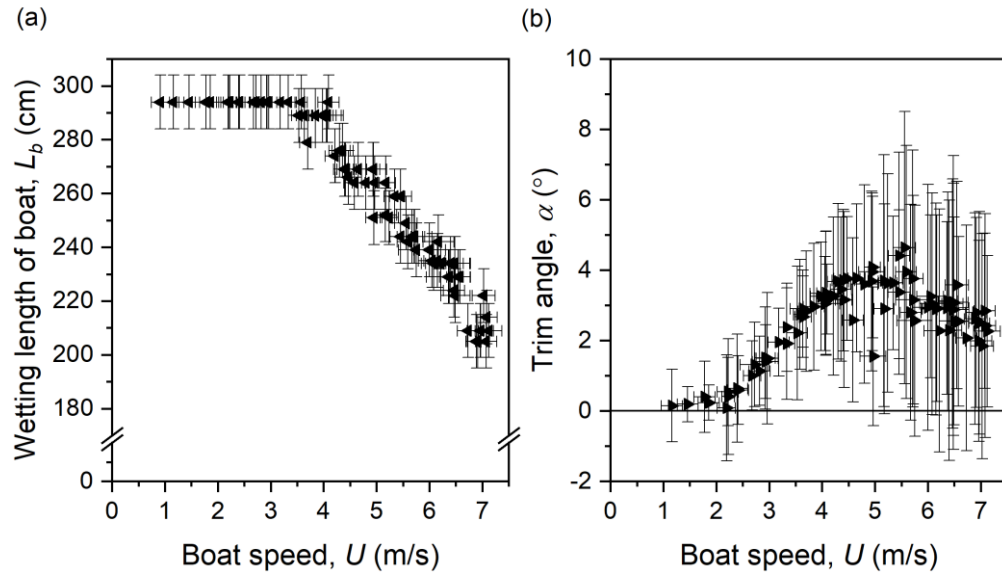 (a)
Wetting length of boat, L_b (cm)
300
280
260
240
220
200
180
0
0 1 2 3 4 5 6 7
Boat speed, U (m/s)
(b)
Trim angle, α (°)
10
8
6
4
2
0
-2
0 1 2 3 4 5 6 7
Boat speed, U (m/s)